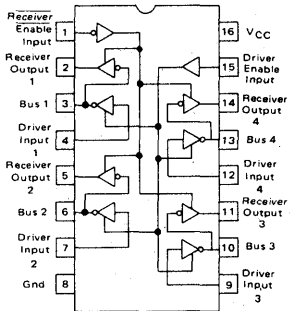 Receiver
Enable
Input
1
Receiver
Output
1
2
Bus 1
3
Driver
Input
1
4
Receiver
Output
2
5
Bus 2
6
Driver
Input
2
7
Gnd
8
16
VCC
15
Driver
Enable
Input
14
Receiver
Output
4
13
Bus 4
12
Driver
Input
4
11
Receiver
Output
3
10
Bus 3
9
Driver
Input
3